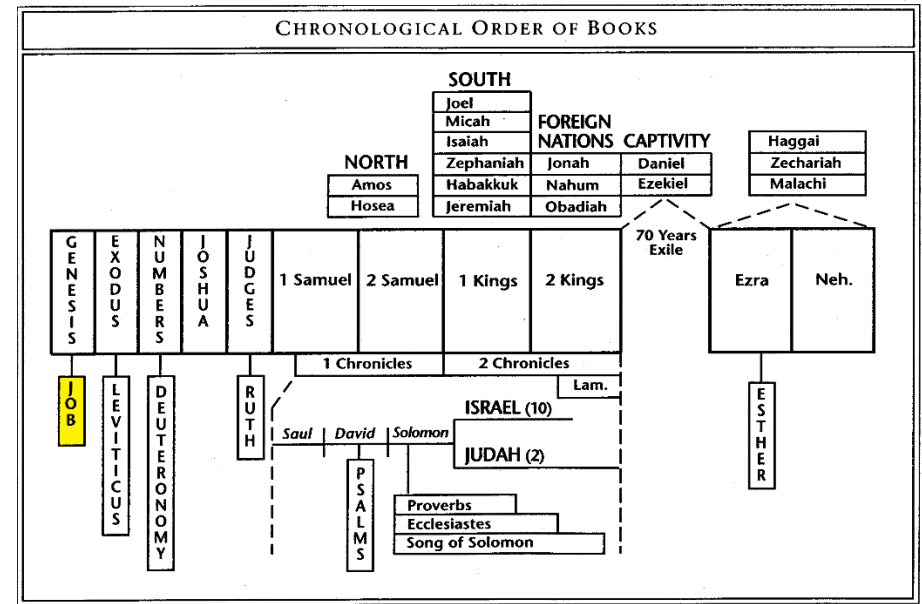 CHRONOLOGICAL ORDER OF BOOKS
SOUTH
Joel
Micah
Isaiah
Zephaniah
Habakkuk
Jeremiah
NORTH
Amos
Hosea
FOREIGN
NATIONS
Jonah
Nahum
Obadiah
CAPTIVITY
Daniel
Ezekiel
Haggai
Zechariah
Malachi
GENESIS
EXODUS
NUMBERS
JOSHUA
JUDGES
1 Samuel
2 Samuel
1 Kings
2 Kings
70 Years
Exile
Ezra
Neh.
1 Chronicles
2 Chronicles
Lam.
JOB
LEVITICUS
DEUTERONOMY
RUTH
ESTHER
Saul
David
Solomon
ISRAEL (10)
JUDAH (2)
PSALMS
Proverbs
Ecclesiastes
Song of Solomon